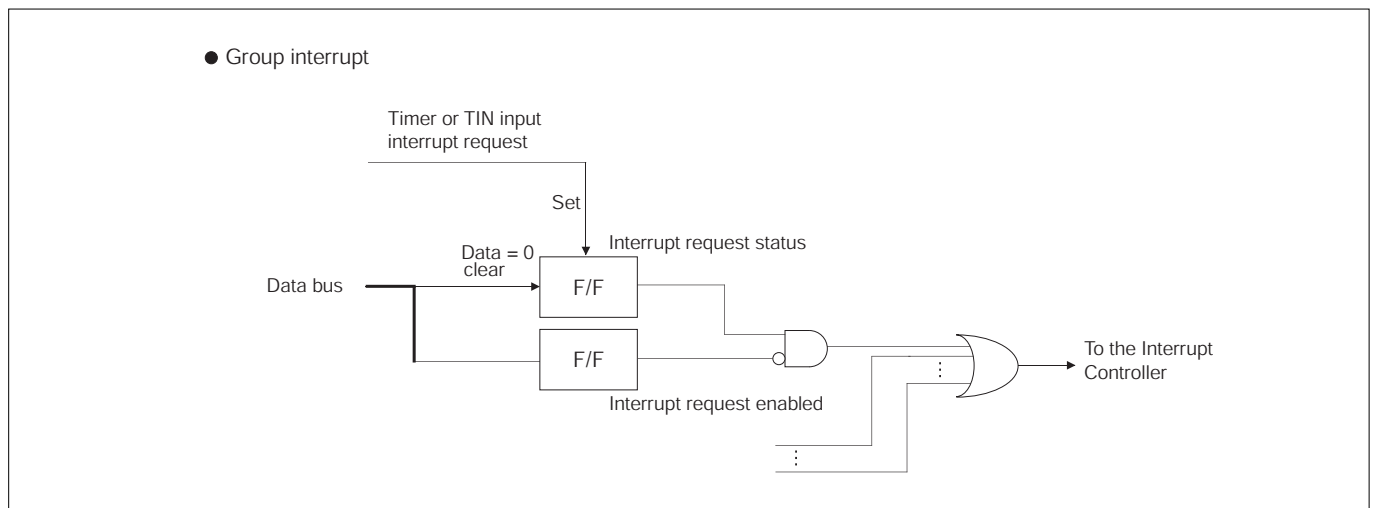 ● Group interrupt
Timer or TIN input
interrupt request
Set
Data = 0
clear
Interrupt request status
Data bus
F/F
F/F
Interrupt request enabled
To the Interrupt
Controller